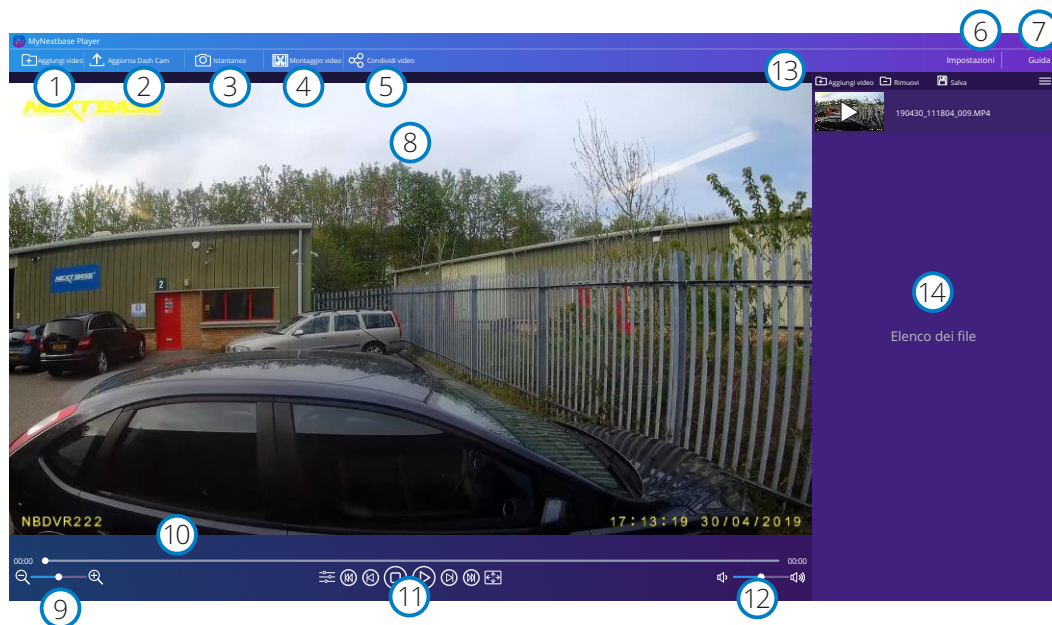 MyNextbase Player
6
7
Aggiungi video
Aggiorna Dash Cam
Istantanea
Montaggio video
Condividi video
Impostazioni
Guida
1
2
3
4
5
13
Aggiungi video
Rimuovi
Salva
NEXTBASE
190430_111804_009.MP4
8
NEXTBASE
2
14
Elenco dei file
NBDVR222
17:13:19 30/04/2019
10
00:00
00:00
9
11
12